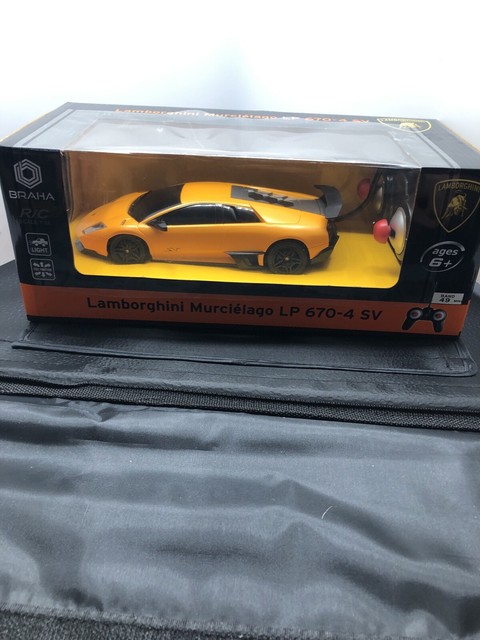 Lamborghini Murciélago LP 670-4 SV
BRAHA
R/C
LIGHT
LAMBORGHINI
ages
6+
BAND
49
Lamborghini Murciélago LP 670-4 SV